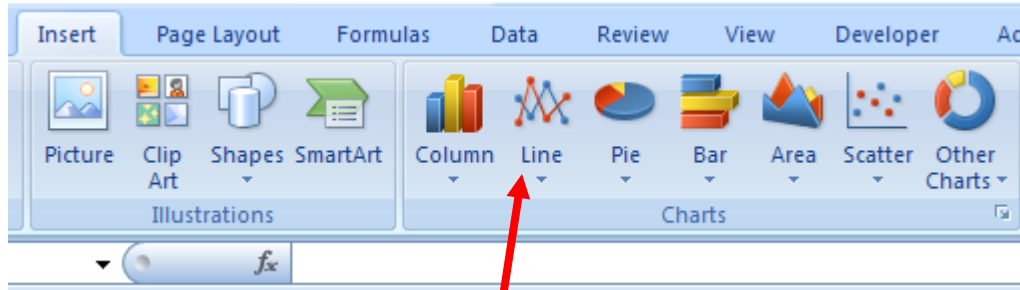 Insert Page Layout Formulas Data Review View Developer
Picture Clip Art Shapes SmartArt Column Line Pie Bar Area Scatter Other Charts
Illustrations Charts
fx